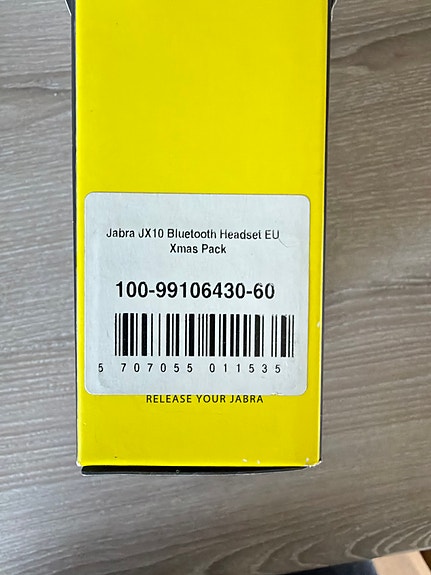 Jabra JX10 Bluetooth Headset EU
Xmas Pack
100-99106430-60
5 707055 011535
RELEASE YOUR JABRA